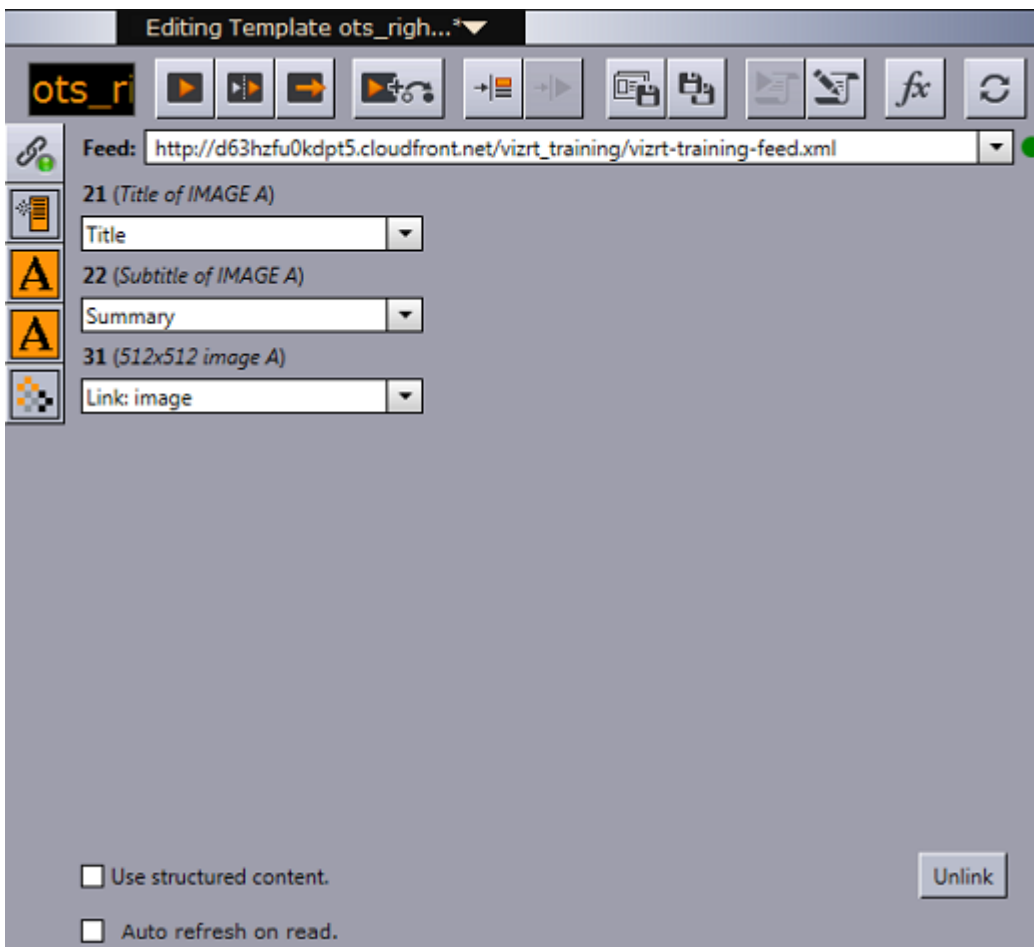 Editing Template ots_righ...*
ots_ri
fx
Feed: http://d63hzfu0kdpt5.cloudfront.net/vizrt_training/vizrt-training-feed.xml
21 (Title of IMAGE A)
Title
A
22 (Subtitle of IMAGE A)
Summary
A
31 (512x512 image A)
Link: image
Use structured content.
Unlink
Auto refresh on read.